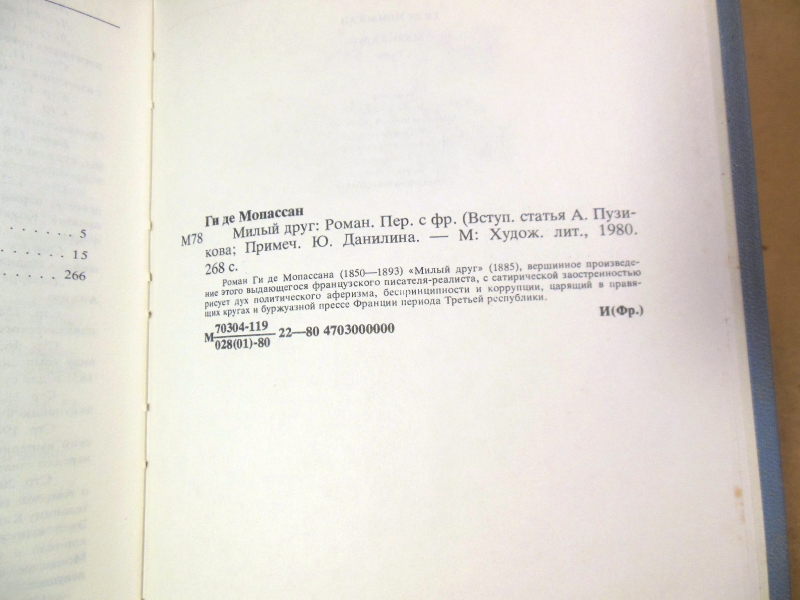 . . . . . . 5
. . . . . . 15
. . . . . . 266
Ги де Мопассан
М78 Милый друг: Роман. Пер. с фр. (Вступ. статья А. Пузи-
кова; Примеч. Ю. Данилина. — М: Худож. лит., 1980.
268 с.
Роман Ги де Мопассана (1850—1893) «Милый друг» (1885), вершинное произведе-
ние этого выдающегося французского писателя-реалиста, с сатирической заостренностью
рисует дух политического аферизма, беспринципности и коррупции, царящий в правя-
щих кругах и буржуазной прессе Франции периода Третьей республики.
М 70304-119
028(01)-80 22—80 4703000000
И(Фр.)